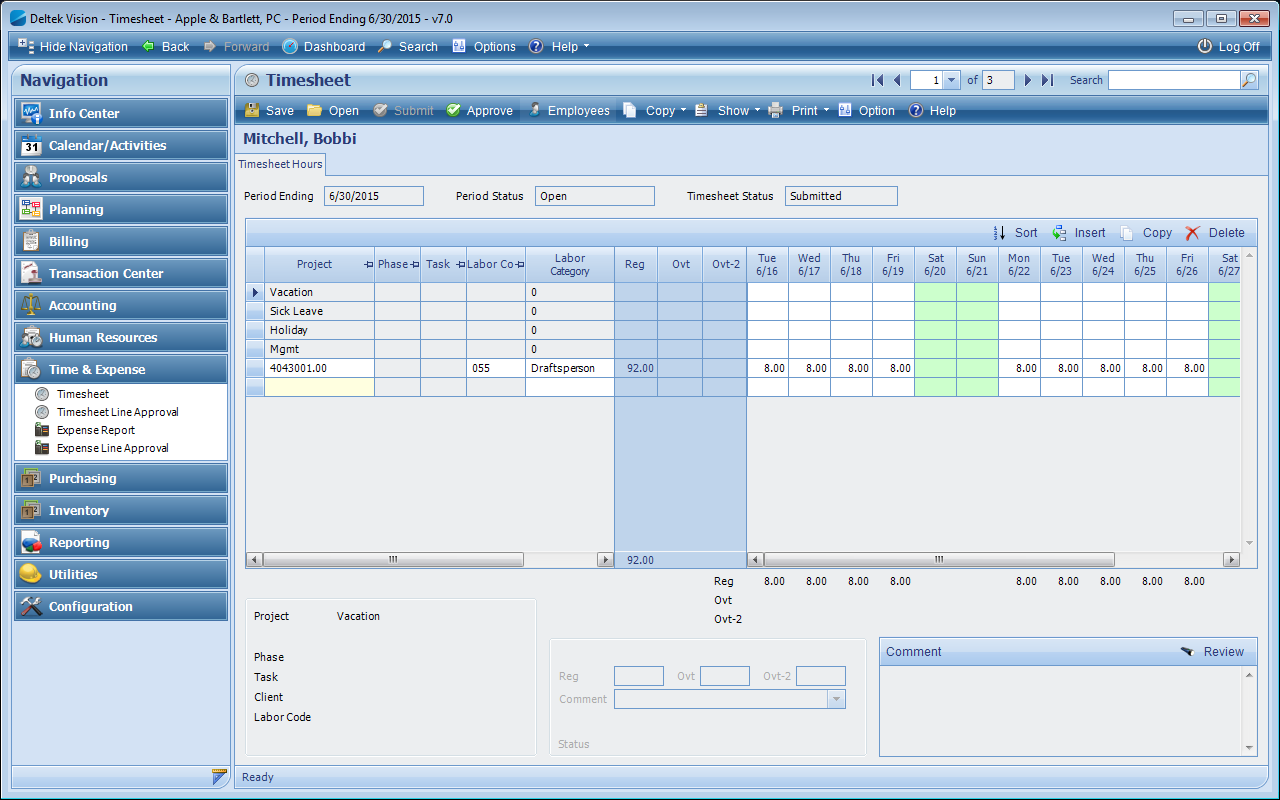 Deltek Vision - Timesheet - Apple & Bartlett, PC - Period Ending 6/30/2015 - v7.0
Hide Navigation Back Forward Dashboard Search Options Help Log Off
Navigation
Info Center
31 Calendar/Activities
Proposals
Planning
Billing
Transaction Center
Accounting
Human Resources
Time & Expense
Timesheet
Timesheet Line Approval
Expense Report
Expense Line Approval
Purchasing
Inventory
Reporting
Utilities
Configuration
Timesheet 1 of 3 Search
Save Open Submit Approve Employees Copy Show Print Option Help
Mitchell, Bobbi
Timesheet Hours
Period Ending 6/30/2015 Period Status Open Timesheet Status Submitted
Sort Insert Copy Delete
Project Phase Task Labor Co Labor Category Reg Ovt Ovt-2 Tue 6/16 Wed 6/17 Thu 6/18 Fri 6/19 Sat 6/20 Sun 6/21 Mon 6/22 Tue 6/23 Wed 6/24 Thu 6/25 Fri 6/26 Sat 6/27
Vacation 0
Sick Leave 0
Holiday 0
Mgmt 0
4043001.00 055 Draftsperson 92.00 8.00 8.00 8.00 8.00 8.00 8.00 8.00 8.00 8.00
92.00
Reg 8.00 8.00 8.00 8.00 8.00 8.00 8.00 8.00 8.00
Ovt
Ovt-2
Project Vacation
Phase
Task
Client
Labor Code
Reg Ovt Ovt-2
Comment
Status
Comment Review
Ready